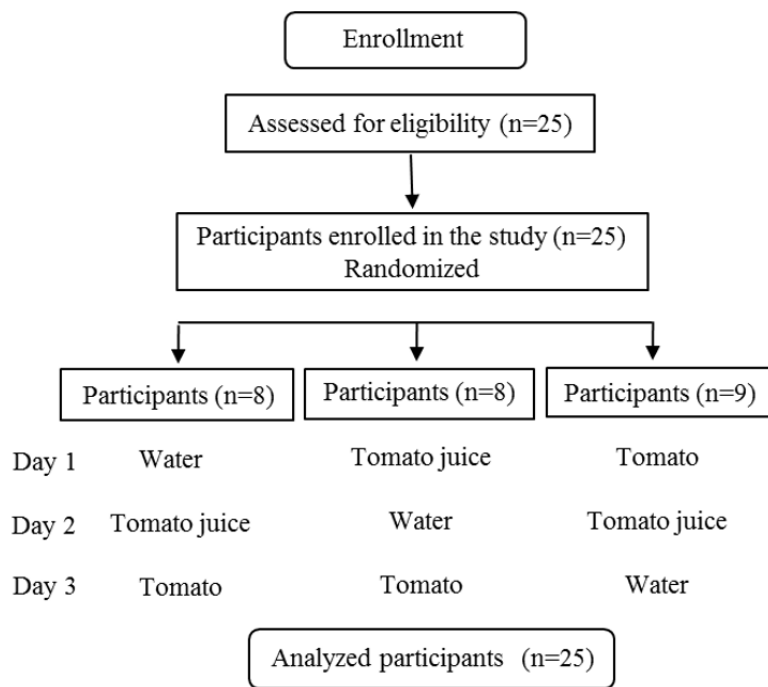 Enrollment
Assessed for eligibility (n=25)
Participants enrolled in the study (n=25)
Randomized
Participants (n=8) Participants (n=8) Participants (n=9)
Day 1 Water Tomato juice Tomato
Day 2 Tomato juice Water Tomato juice
Day 3 Tomato Tomato Water
Analyzed participants (n=25)